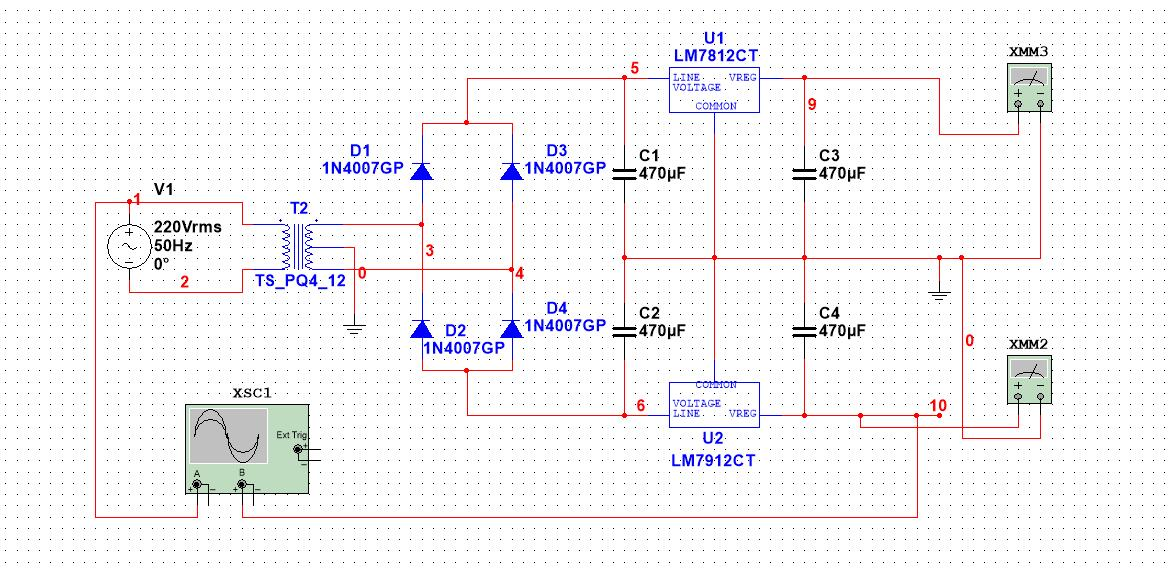 U1
LM7812CT
XMM3
5
LINE VREG
VOLTAGE
COMMON
9
+ −
D1
1N4007GP
D3
1N4007GP
C1
470µF
C3
470µF
V1
1
T2
220Vrms
50Hz
0°
3
0
4
2
TS_PQ4_12
D2
1N4007GP
D4
1N4007GP
C2
470µF
C4
470µF
0
XMM2
+ −
COMMON
XSC1
6
VOLTAGE
LINE VREG
10
U2
LM7912CT
Ext Trig
+
−
A B
+ − + −